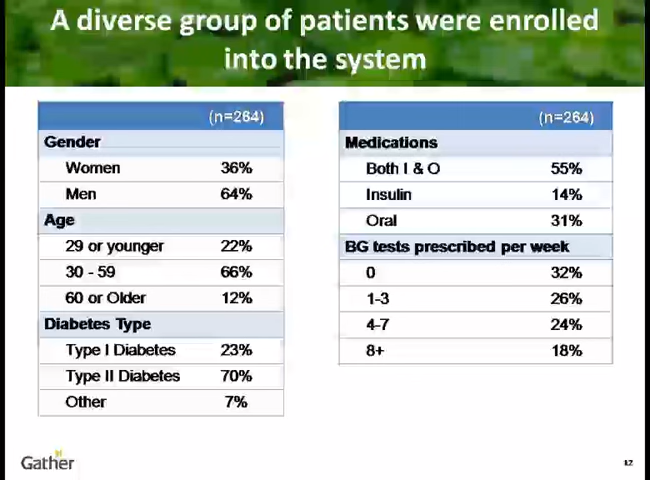 A diverse group of patients were enrolled
into the system
(n=264)
Gender
Women 36%
Men 64%
Age
29 or younger 22%
30 - 59 66%
60 or Older 12%
Diabetes Type
Type I Diabetes 23%
Type II Diabetes 70%
Other 7%
(n=264)
Medications
Both I & O 55%
Insulin 14%
Oral 31%
BG tests prescribed per week
0 32%
1-3 26%
4-7 24%
8+ 18%
Gather
12